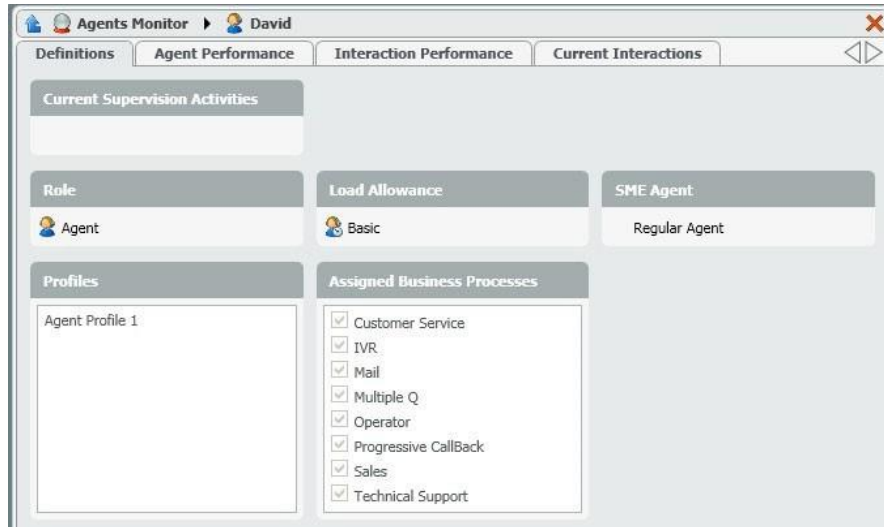 Agents Monitor David
Definitions Agent Performance Interaction Performance Current Interactions
Current Supervision Activities
Role Load Allowance SME Agent
Agent Basic Regular Agent
Profiles Assigned Business Processes
Agent Profile 1
Customer Service
IVR
Mail
Multiple Q
Operator
Progressive CallBack
Sales
Technical Support